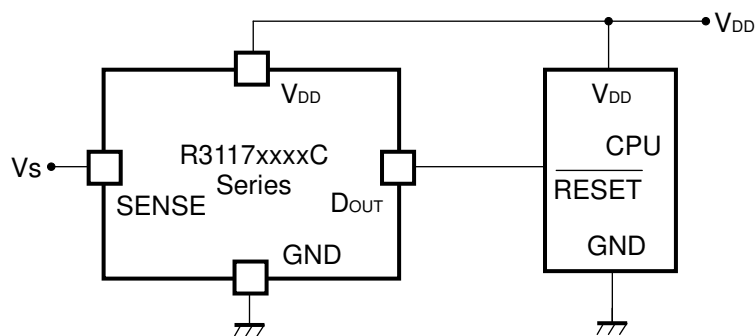 VDD
VDD
VDD
R3117xxxxC
Series
CPU
Vs
SENSE
DOUT
RESET
GND
GND